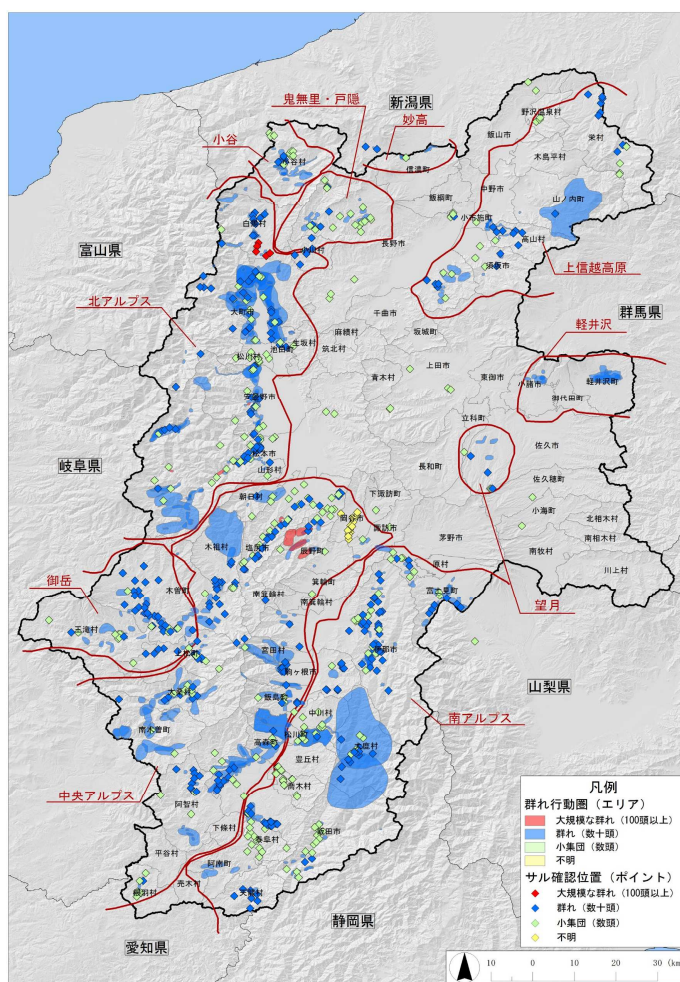 鬼無里・戸隠
新潟県
妙高
小谷
野沢温泉村
飯山市
栄村
木島平村
小谷村
信濃町
中野市
山ノ内町
飯綱町
白馬村
小布施町
富山県
長野市
高山村
小川村
須坂市
上信越高原
北アルプス
大町市
千曲市
群馬県
麻績村
坂城町
軽井沢
生坂村
池田町
筑北村
松川村
上田市
青木村
東御市
小諸市
軽井沢町
御代田町
安曇野市
立科町
松本市
佐久市
岐阜県
山形村
長和町
佐久穂町
下諏訪町
朝日村
小海町
岡谷市
諏訪市
北相木村
木祖村
塩尻市
辰野町
茅野市
南相木村
南牧村
原村
川上村
御岳
箕輪町
木曽町
南箕輪村
南箕輪村
富士見町
望月
王滝村
上松町
伊那市
宮田村
山梨県
駒ヶ根市
大桑村
飯島町
南アルプス
中川村
南木曽町
松川町
高森町
大鹿村
豊丘村
中央アルプス
喬木村
阿智村
下條村
飯田市
泰阜村
平谷村
阿南町
売木村
根羽村
天龍村
静岡県
愛知県
凡例
群れ行動圏（エリア）
大規模な群れ（100頭以上）
群れ（数十頭）
小集団（数頭）
不明
サル確認位置（ポイント）
大規模な群れ（100頭以上）
群れ（数十頭）
小集団（数頭）
不明
10 0 10 20 30 (km